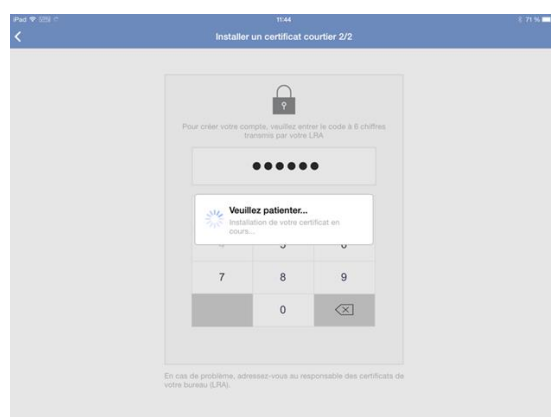 iPad
11:44
71 %
Installer un certificat courtier 2/2
Pour créer votre compte, veuillez entrer le code à 6 chiffres
transmis par votre LRA
Veuillez patienter...
Installation de votre certificat en
cours...
7 8 9
0
En cas de problème, adressez-vous au responsable des certificats de
votre bureau (LRA).